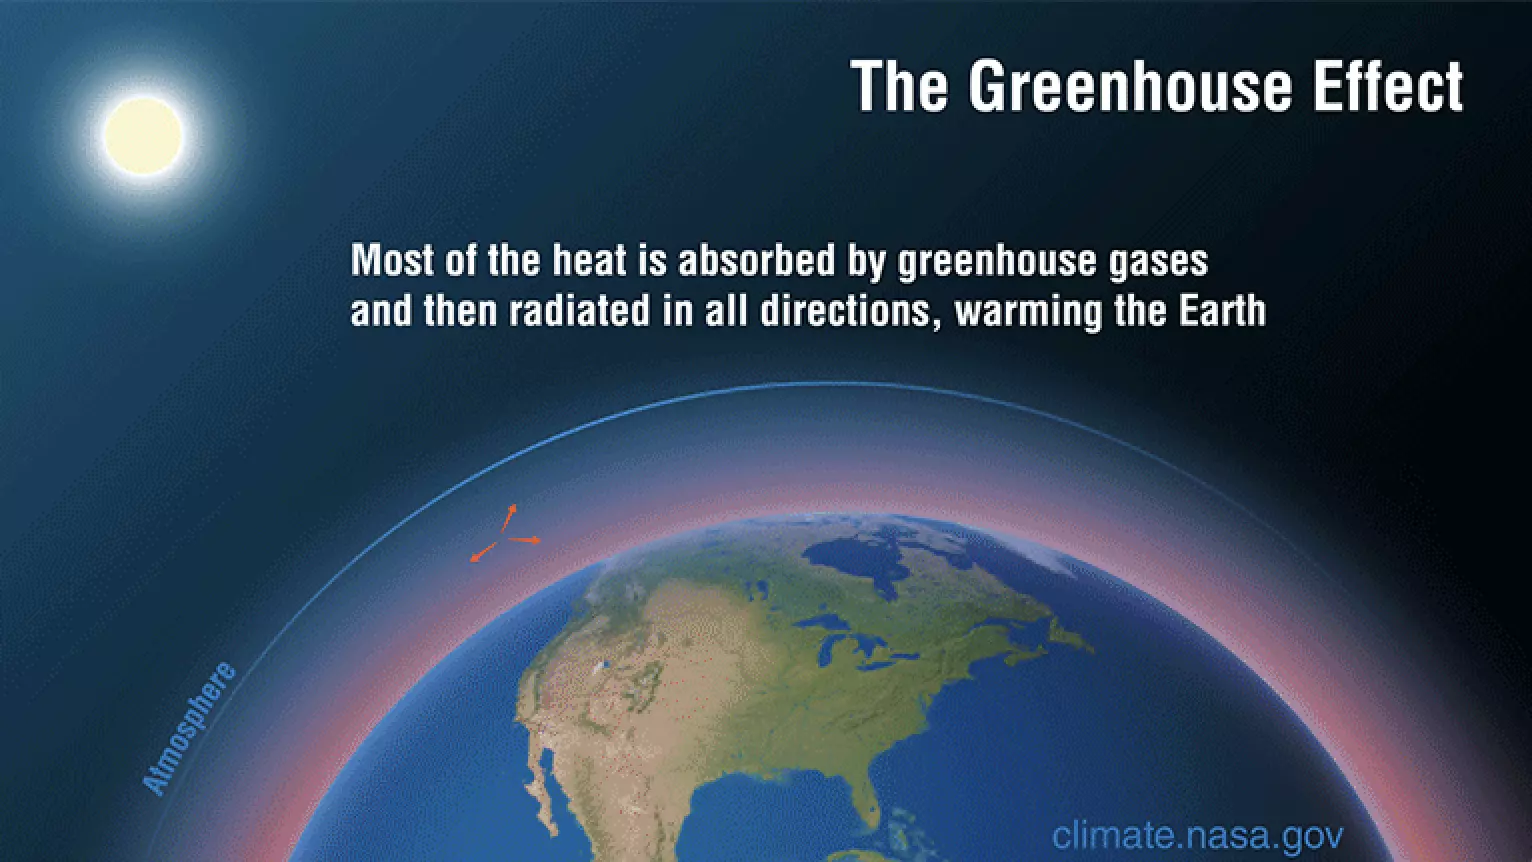 The Greenhouse Effect
Most of the heat is absorbed by greenhouse gases
and then radiated in all directions, warming the Earth
Atmosphere
climate.nasa.gov